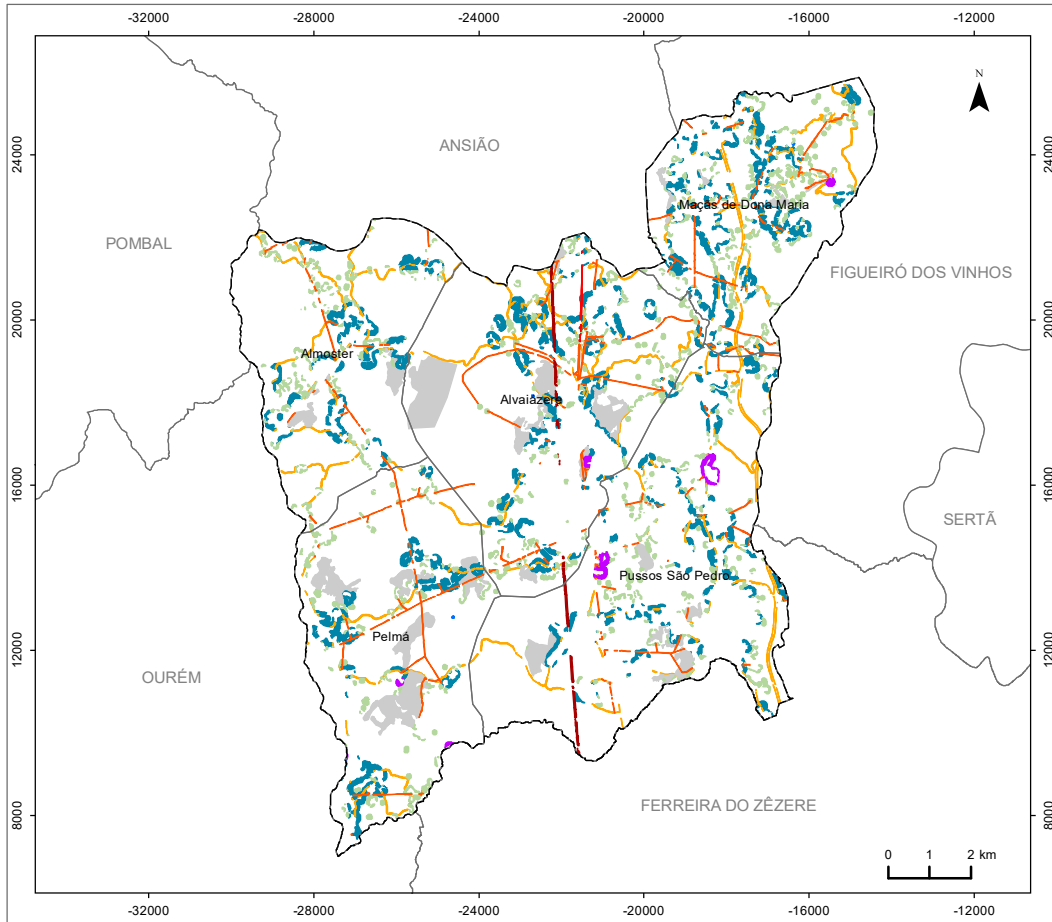 -32000 -28000 -24000 -20000 -16000 -12000
N
24000 24000
ANSIÃO
Maçãs de Dona Maria
POMBAL
FIGUEIRÓ DOS VINHOS
20000 20000
Almoster
Alvaiázere
16000 16000
SERTÃ
Pussos São Pedro
Pelmá
12000 12000
OURÉM
FERREIRA DO ZÊZERE
8000 8000
0 1 2 km
-32000 -28000 -24000 -20000 -16000 -12000